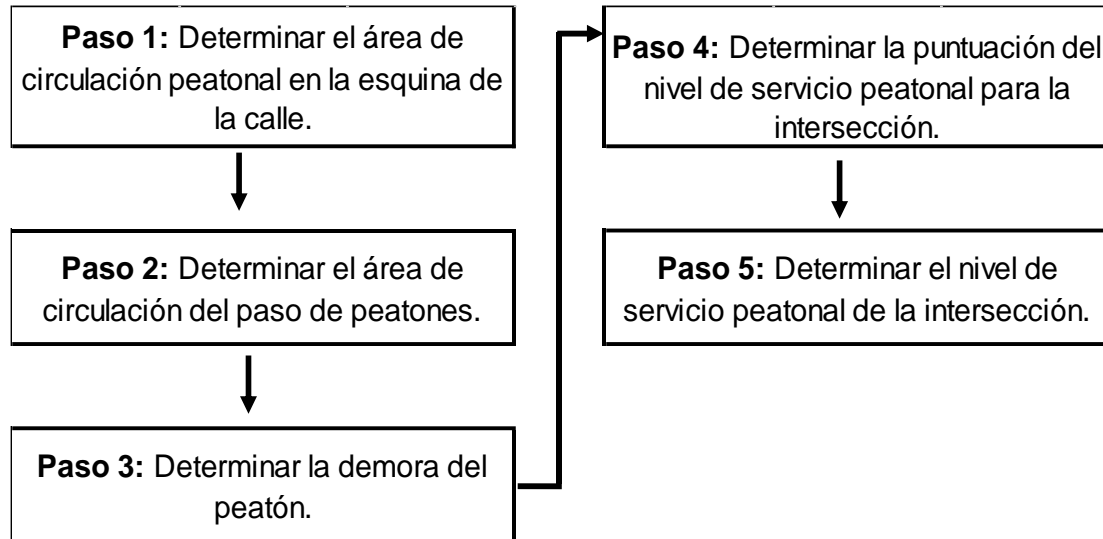 Paso 1: Determinar el área de
circulación peatonal en la esquina de
la calle.
Paso 2: Determinar el área de
circulación del paso de peatones.
Paso 3: Determinar la demora del
peatón.
Paso 4: Determinar la puntuación del
nivel de servicio peatonal para la
intersección.
Paso 5: Determinar el nivel de
servicio peatonal de la intersección.